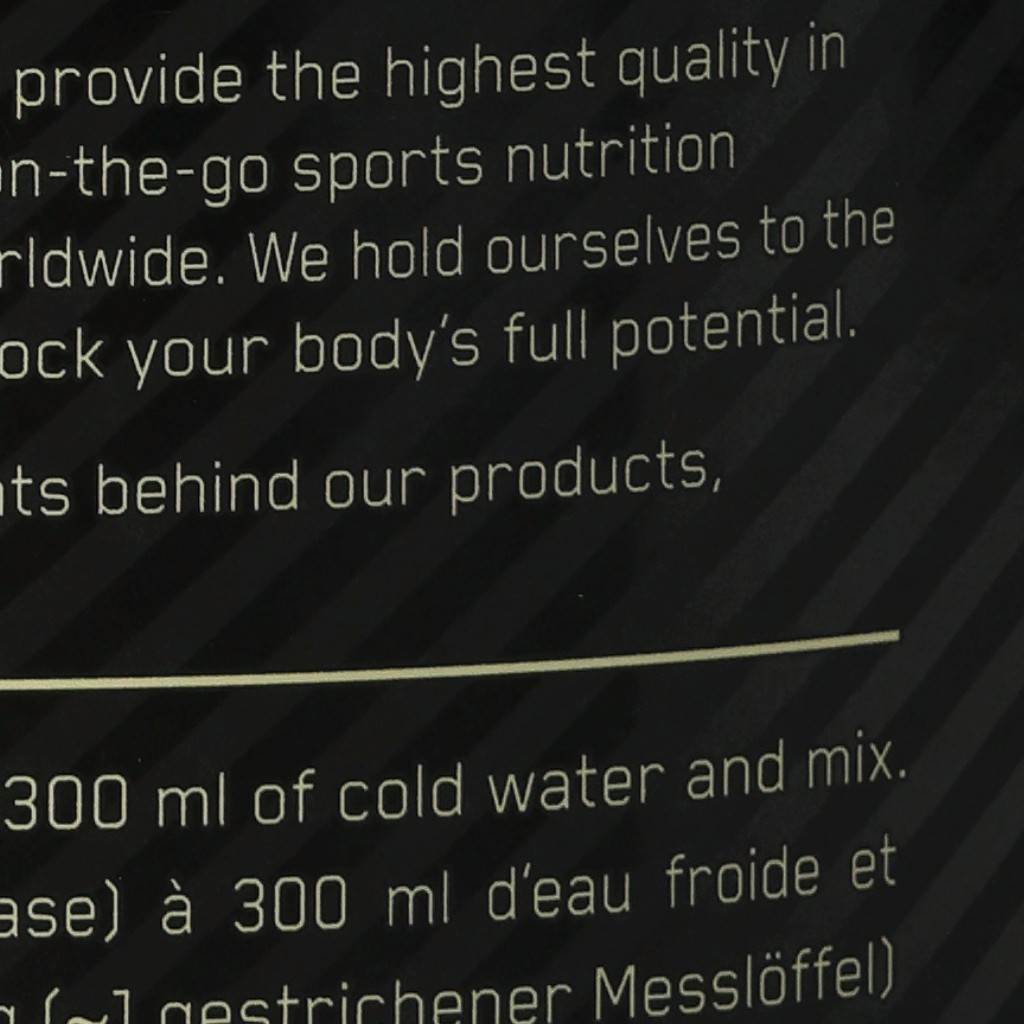 provide the highest quality in
on-the-go sports nutrition
rldwide. We hold ourselves to the
ock your body's full potential.
ts behind our products,
300 ml of cold water and mix.
ase) à 300 ml d'eau froide et
g (~1 gestrichener Messlöffel)